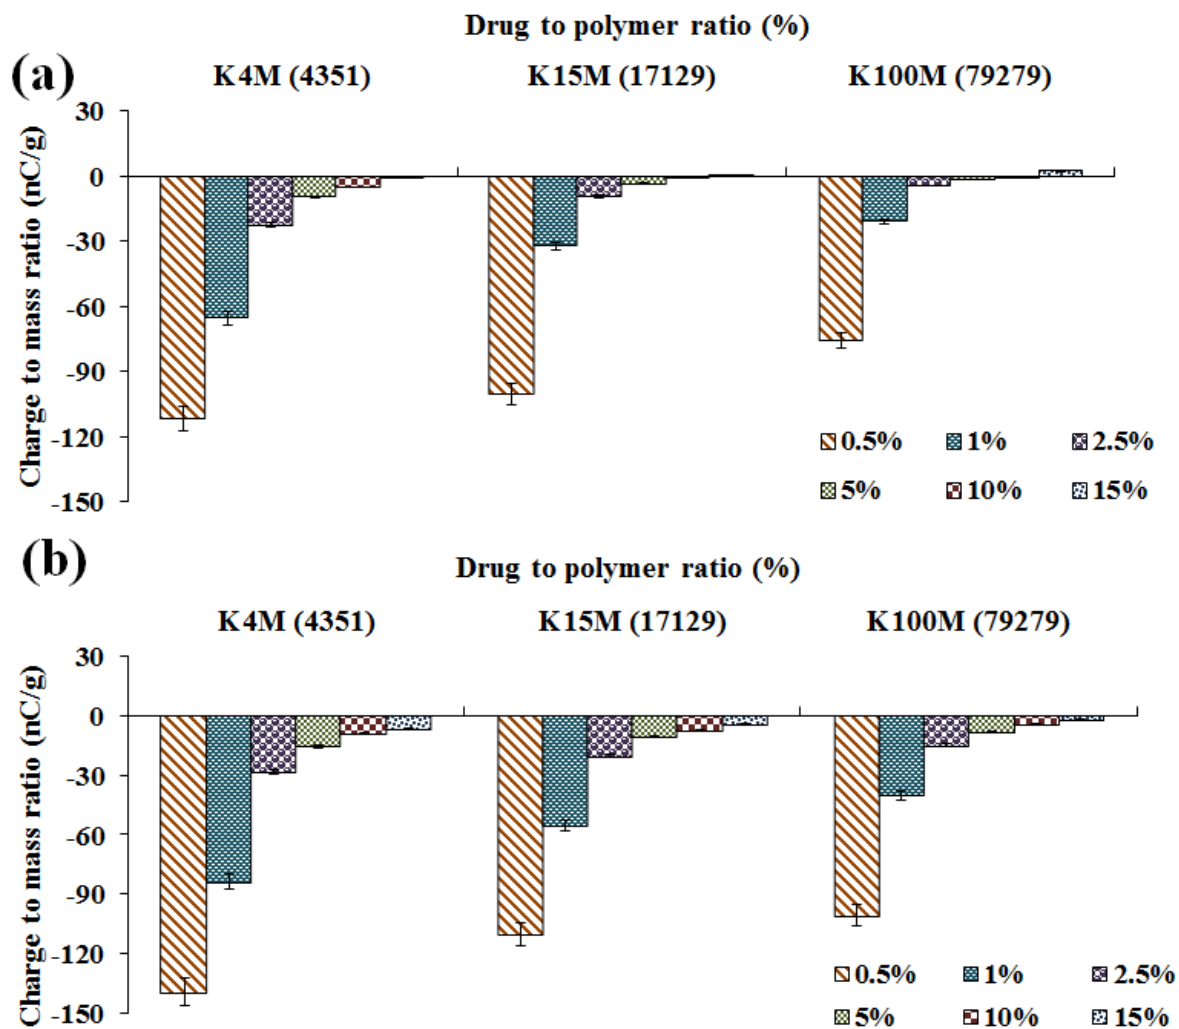 Drug to polymer ratio (%)
(a)
K4M (4351) K15M (17129) K100M (79279)
Charge to mass ratio (nC/g)
30
0
-30
-60
-90
-120
-150
0.5% 1% 2.5%
5% 10% 15%
(b)
Drug to polymer ratio (%)
K4M (4351) K15M (17129) K100M (79279)
Charge to mass ratio (nC/g)
30
0
-30
-60
-90
-120
-150
0.5% 1% 2.5%
5% 10% 15%